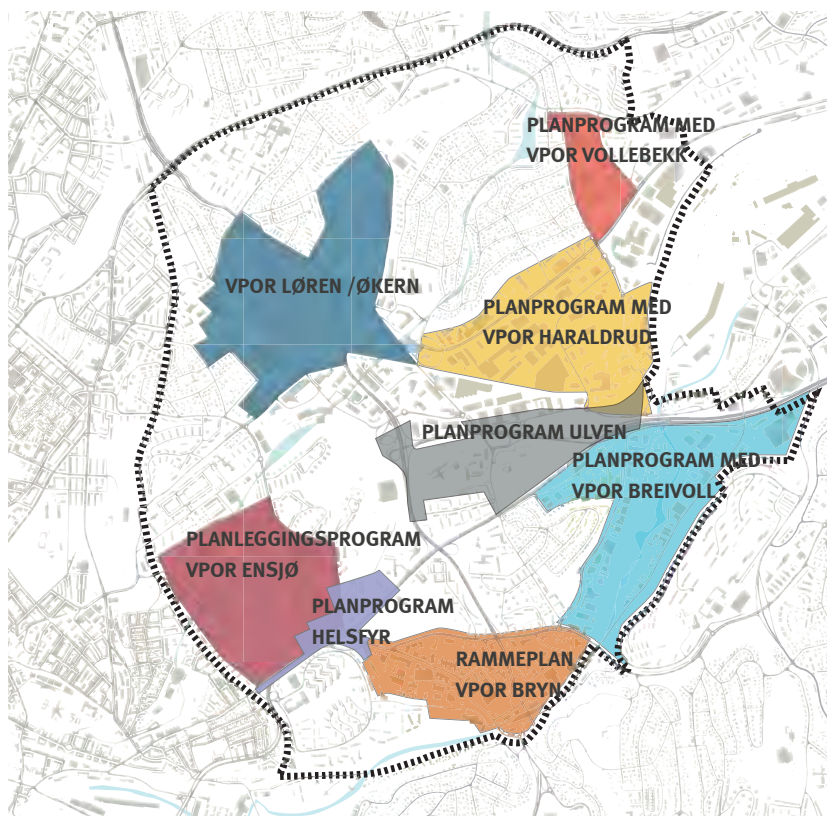 PLANPROGRAM MED
VPOR VOLLEBEKK
VPOR LØREN /ØKERN
PLANPROGRAM MED
VPOR HARALDRUD
PLANPROGRAM ULVEN
PLANPROGRAM MED
VPOR BREIVOLL
PLANLEGGINGSPROGRAM
VPOR ENSJØ
PLANPROGRAM
HELSFYR
RAMMEPLAN
VPOR BRYN